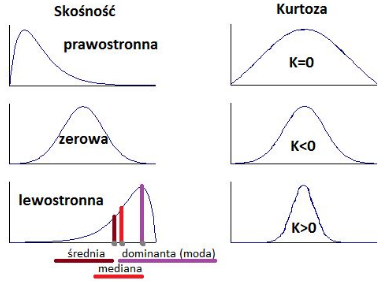 Skośność
prawostronna
zerowa
lewostronna
średnia
dominanta (moda)
mediana
Kurtoza
K=0
K<0
K>0